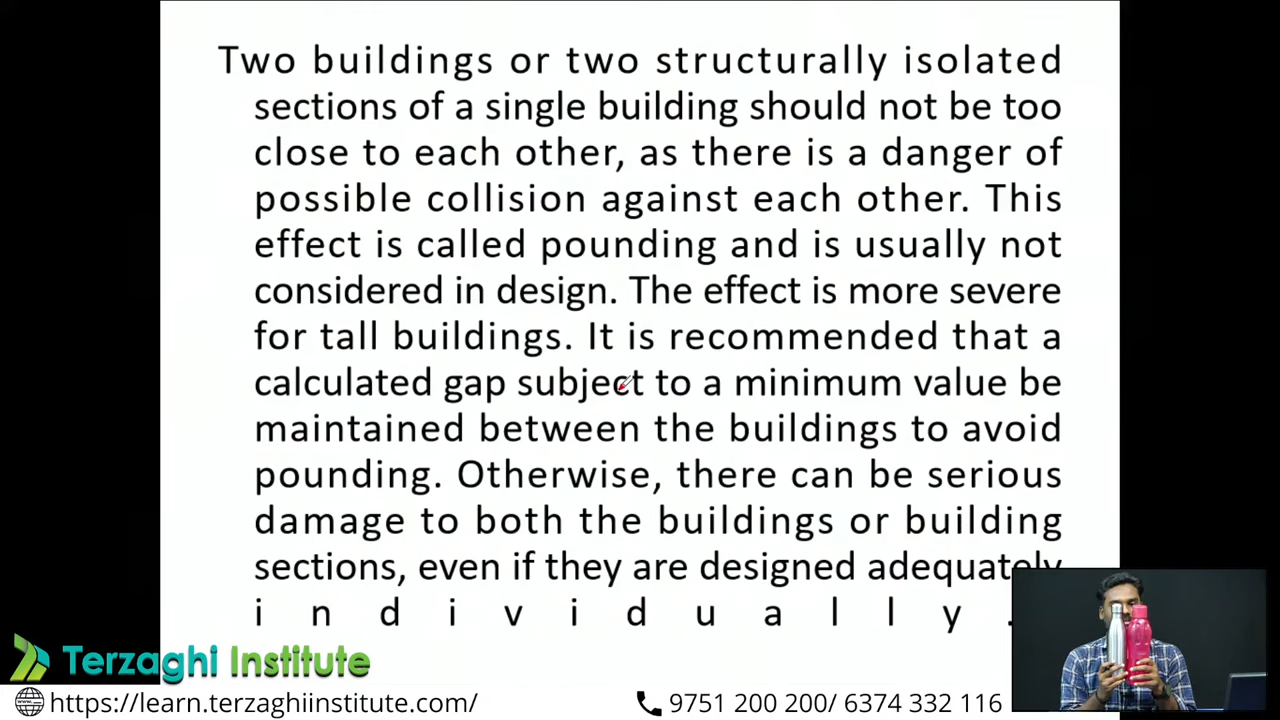 Two buildings or two structurally isolated
sections of a single building should not be too
close to each other, as there is a danger of
possible collision against each other. This
effect is called pounding and is usually not
considered in design. The effect is more severe
for tall buildings. It is recommended that a
calculated gap subject to a minimum value be
maintained between the buildings to avoid
pounding. Otherwise, there can be serious
damage to both the buildings or building
sections, even if they are designed adequately
individually.
Terzaghi Institute
https://learn.terzaghiinstitute.com/
9751 200 200/ 6374 332 116